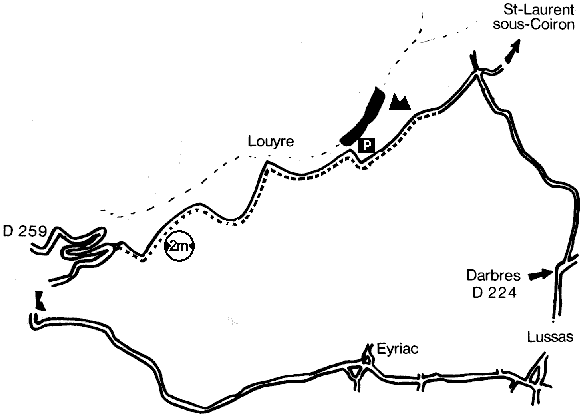 St-Laurent
sous-Coiron
Louyre
P
D 259
2m
Darbres
D 224
Lussas
Eyriac